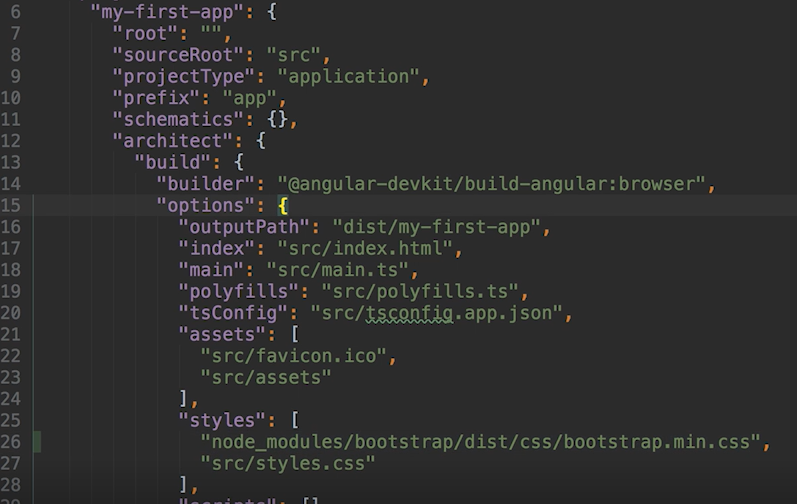 6 "my-first-app": {
7 "root": "",
8 "sourceRoot": "src",
9 "projectType": "application",
10 "prefix": "app",
11 "schematics": {},
12 "architect": {
13 "build": {
14 "builder": "@angular-devkit/build-angular:browser",
15 "options": {
16 "outputPath": "dist/my-first-app",
17 "index": "src/index.html",
18 "main": "src/main.ts",
19 "polyfills": "src/polyfills.ts",
20 "tsConfig": "src/tsconfig.app.json",
21 "assets": [
22 "src/favicon.ico",
23 "src/assets"
24 ],
25 "styles": [
26 "node_modules/bootstrap/dist/css/bootstrap.min.css",
27 "src/styles.css"
28 ],
29 "scripts": []